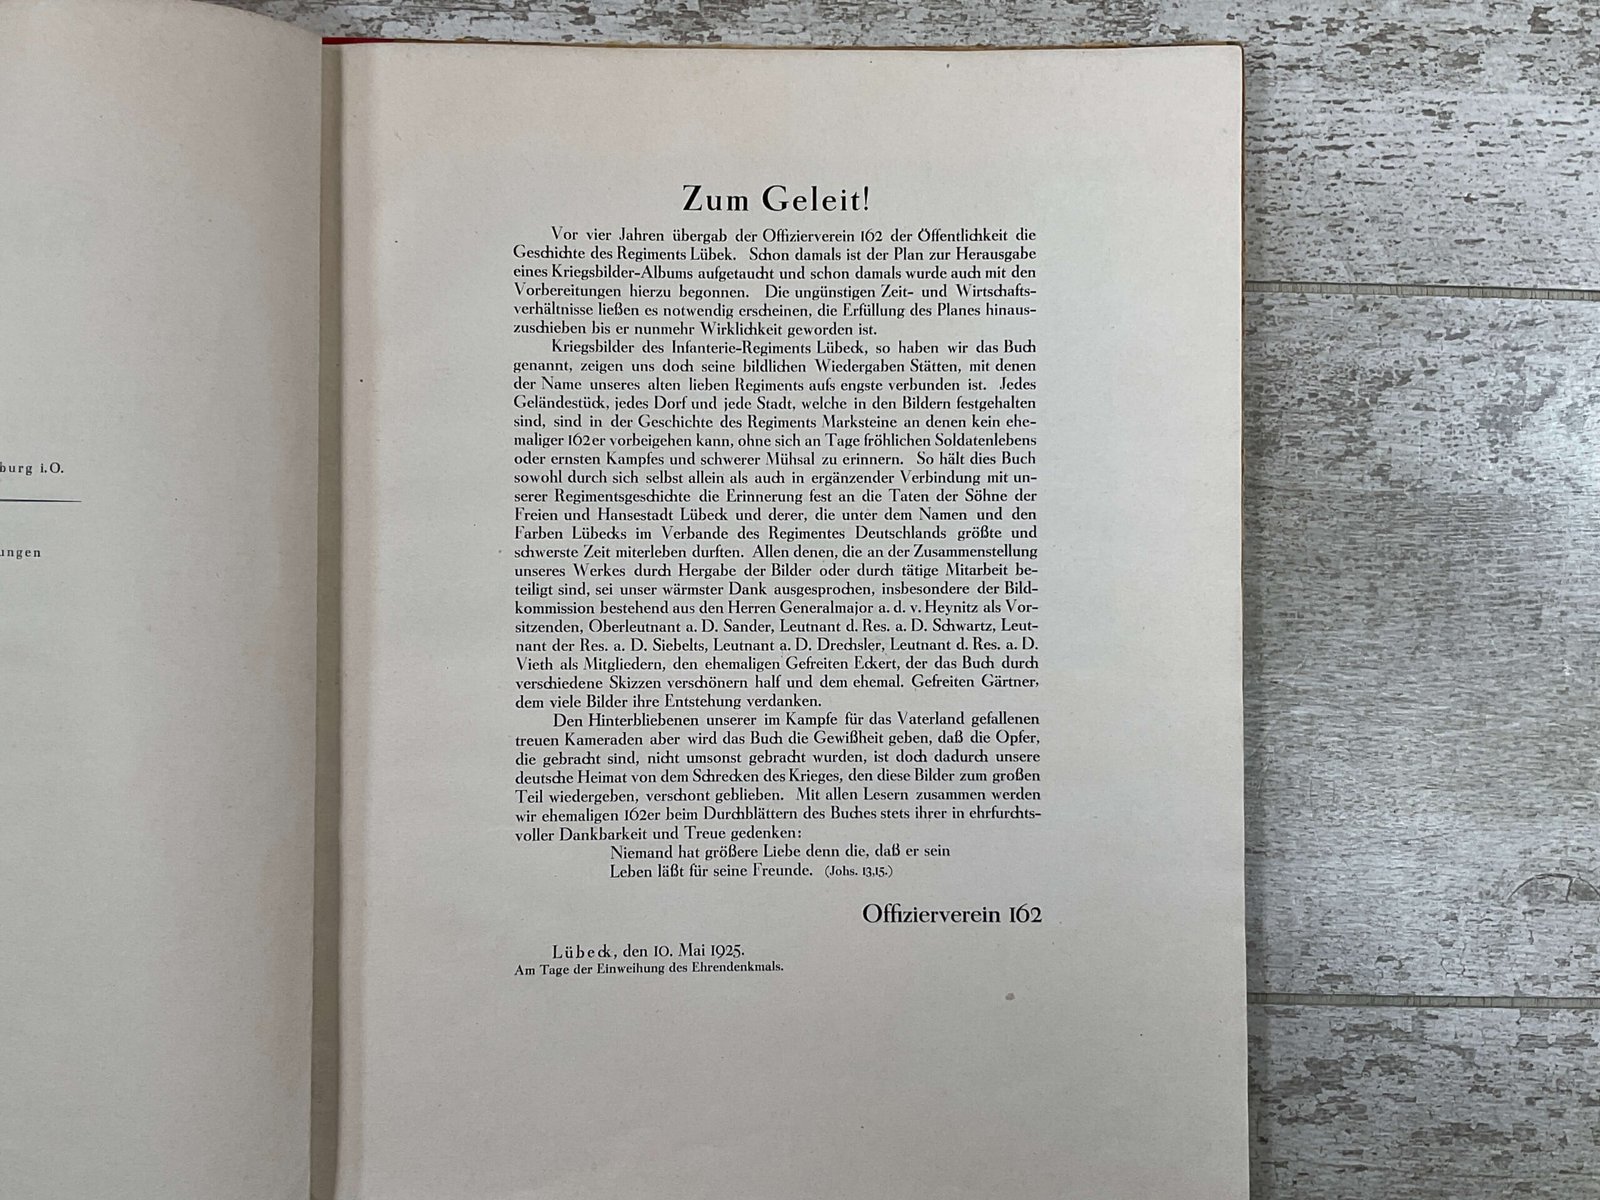 burg i.O.
ungen
Zum Geleit!
Vor vier Jahren übergab der Offizierverein 162 der Öffentlichkeit die
Geschichte des Regiments Lübek. Schon damals ist der Plan zur Herausgabe
eines Kriegsbilder-Albums aufgetaucht und schon damals wurde auch mit den
Vorbereitungen hierzu begonnen. Die ungünstigen Zeit- und Wirtschafts-
verhältnisse ließen es notwendig erscheinen, die Erfüllung des Planes hinaus-
zuschieben bis er nunmehr Wirklichkeit geworden ist.
Kriegsbilder des Infanterie-Regiments Lübeck, so haben wir das Buch
genannt, zeigen uns doch seine bildlichen Wiedergaben Stätten, mit denen
der Name unseres alten lieben Regiments aufs engste verbunden ist. Jedes
Geländestück, jedes Dorf und jede Stadt, welche in den Bildern festgehalten
sind, sind in der Geschichte des Regiments Marksteine an denen kein ehe-
maliger 162er vorbeigehen kann, ohne sich an Tage fröhlichen Soldatenlebens
oder ernsten Kampfes und schwerer Mühsal zu erinnern. So hält dies Buch
sowohl durch sich selbst allein als auch in ergänzender Verbindung mit un-
serer Regimentsgeschichte die Erinnerung fest an die Taten der Söhne der
Freien und Hansestadt Lübeck und derer, die unter dem Namen und den
Farben Lübecks im Verbande des Regimentes Deutschlands größte und
schwerste Zeit miterleben durften. Allen denen, die an der Zusammenstellung
unseres Werkes durch Hergabe der Bilder oder durch tätige Mitarbeit be-
teiligt sind, sei unser wärmster Dank ausgesprochen, insbesondere der Bild-
kommission bestehend aus den Herren Generalmajor a. d. v. Heynitz als Vor-
sitzenden, Oberleutnant a. D. Sander, Leutnant d. Res. a. D. Schwartz, Leut-
nant der Res. a. D. Siebelts, Leutnant a. D. Drechsler, Leutnant d. Res. a. D.
Vieth als Mitgliedern, den ehemaligen Gefreiten Eckert, der das Buch durch
verschiedene Skizzen verschönern half und dem ehemal. Gefreiten Gärtner,
dem viele Bilder ihre Entstehung verdanken.
Den Hinterbliebenen unserer im Kampfe für das Vaterland gefallenen
treuen Kameraden aber wird das Buch die Gewißheit geben, daß die Opfer,
die gebracht sind, nicht umsonst gebracht wurden, ist doch dadurch unsere
deutsche Heimat von dem Schrecken des Krieges, den diese Bilder zum großen
Teil wiedergeben, verschont geblieben. Mit allen Lesern zusammen werden
wir ehemaligen 162er beim Durchblättern des Buches stets ihrer in ehrfurchts-
voller Dankbarkeit und Treue gedenken:
Niemand hat größere Liebe denn die, daß er sein
Leben läßt für seine Freunde. (Johs. 13,15.)
Offizierverein 162
Lübeck, den 10. Mai 1925.
Am Tage der Einweihung des Ehrendenkmals.